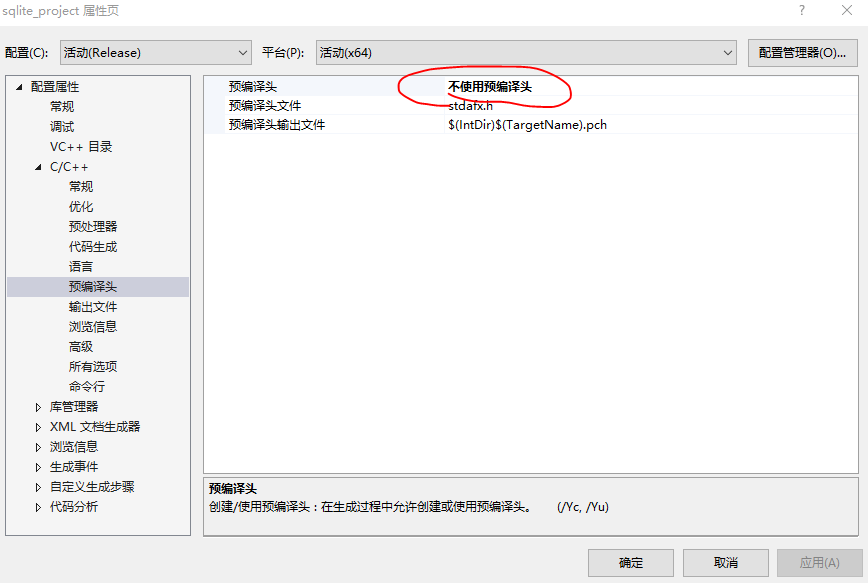 sqlite_project 属性页
配置(C): 活动(Release) 平台(P): 活动(x64) 配置管理器(O)...
配置属性
常规
调试
VC++ 目录
C/C++
常规
优化
预处理器
代码生成
语言
预编译头
输出文件
浏览信息
高级
所有选项
命令行
库管理器
XML 文档生成器
浏览信息
生成事件
自定义生成步骤
代码分析
预编译头 不使用预编译头
预编译头文件 stdafx.h
预编译头输出文件 $(IntDir)$(TargetName).pch
预编译头
创建/使用预编译头：在生成过程中允许创建或使用预编译头。 (/Yc, /Yu)
确定 取消 应用(A)